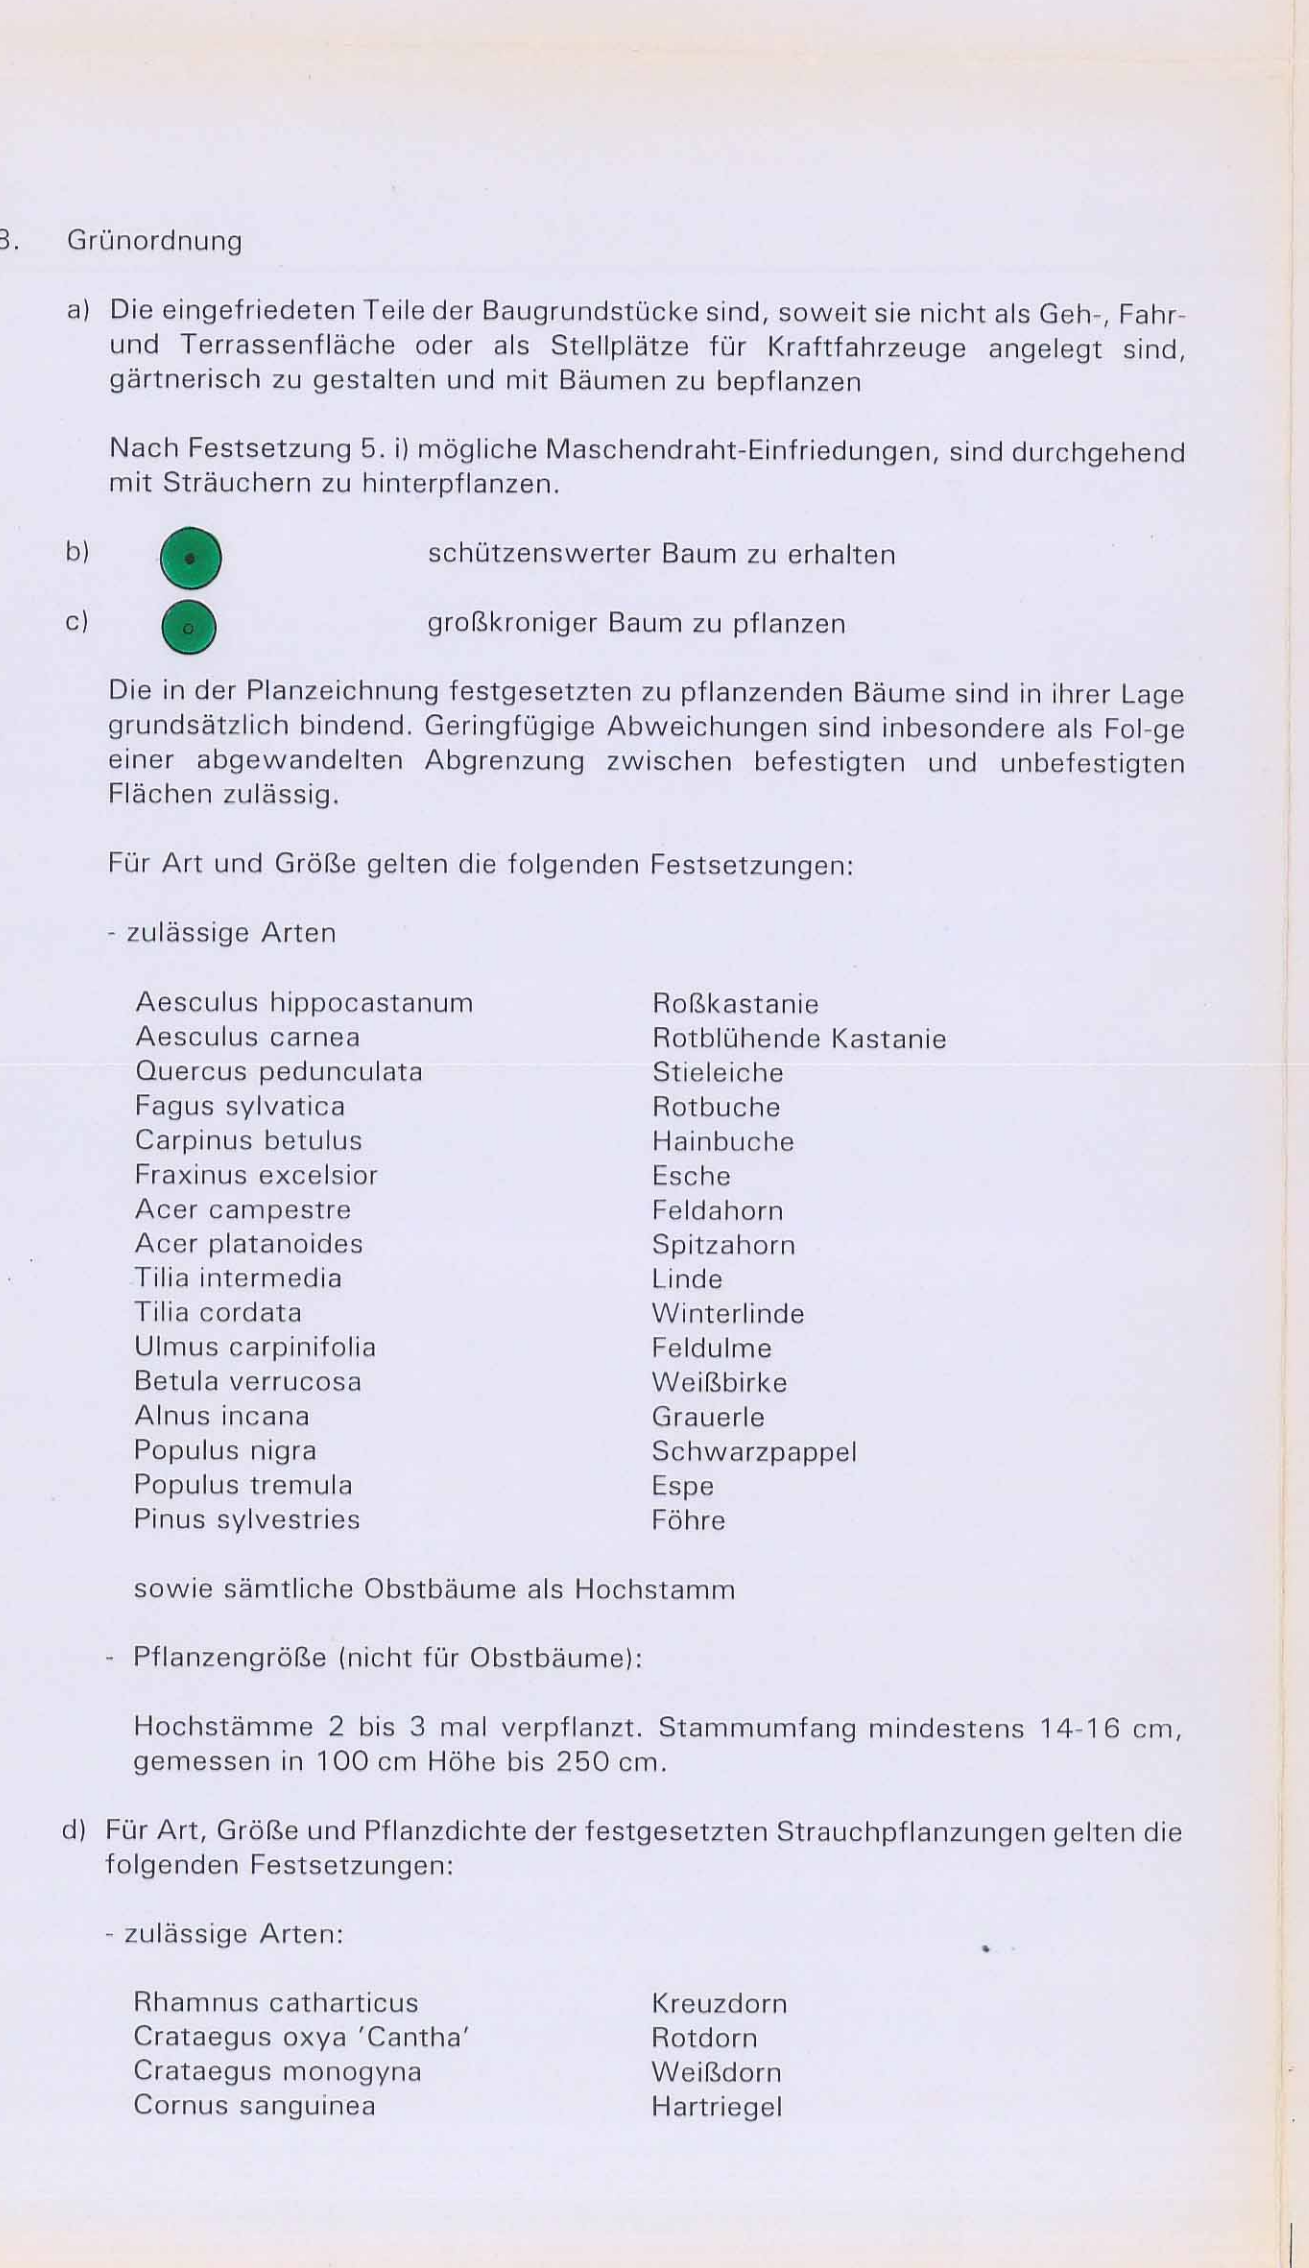 3. Grünordnung
a) Die eingefriedeten Teile der Baugrundstücke sind, soweit sie nicht als Geh-, Fahr-
und Terrassenfläche oder als Stellplätze für Kraftfahrzeuge angelegt sind,
gärtnerisch zu gestalten und mit Bäumen zu bepflanzen
Nach Festsetzung 5. i) mögliche Maschendraht-Einfriedungen, sind durchgehend
mit Sträuchern zu hinterpflanzen.
b) schützenswerter Baum zu erhalten
c) großkroniger Baum zu pflanzen
Die in der Planzeichnung festgesetzten zu pflanzenden Bäume sind in ihrer Lage
grundsätzlich bindend. Geringfügige Abweichungen sind inbesondere als Fol-ge
einer abgewandelten Abgrenzung zwischen befestigten und unbefestigten
Flächen zulässig.
Für Art und Größe gelten die folgenden Festsetzungen:
- zulässige Arten
Aesculus hippocastanum Roßkastanie
Aesculus carnea Rotblühende Kastanie
Quercus pedunculata Stieleiche
Fagus sylvatica Rotbuche
Carpinus betulus Hainbuche
Fraxinus excelsior Esche
Acer campestre Feldahorn
Acer platanoides Spitzahorn
Tilia intermedia Linde
Tilia cordata Winterlinde
Ulmus carpinifolia Feldulme
Betula verrucosa Weißbirke
Alnus incana Grauerle
Populus nigra Schwarzpappel
Populus tremula Espe
Pinus sylvestries Föhre
sowie sämtliche Obstbäume als Hochstamm
- Pflanzengröße (nicht für Obstbäume):
Hochstämme 2 bis 3 mal verpflanzt. Stammumfang mindestens 14-16 cm,
gemessen in 100 cm Höhe bis 250 cm.
d) Für Art, Größe und Pflanzdichte der festgesetzten Strauchpflanzungen gelten die
folgenden Festsetzungen:
- zulässige Arten:
Rhamnus catharticus Kreuzdorn
Crataegus oxya 'Cantha' Rotdorn
Crataegus monogyna Weißdorn
Cornus sanguinea Hartriegel